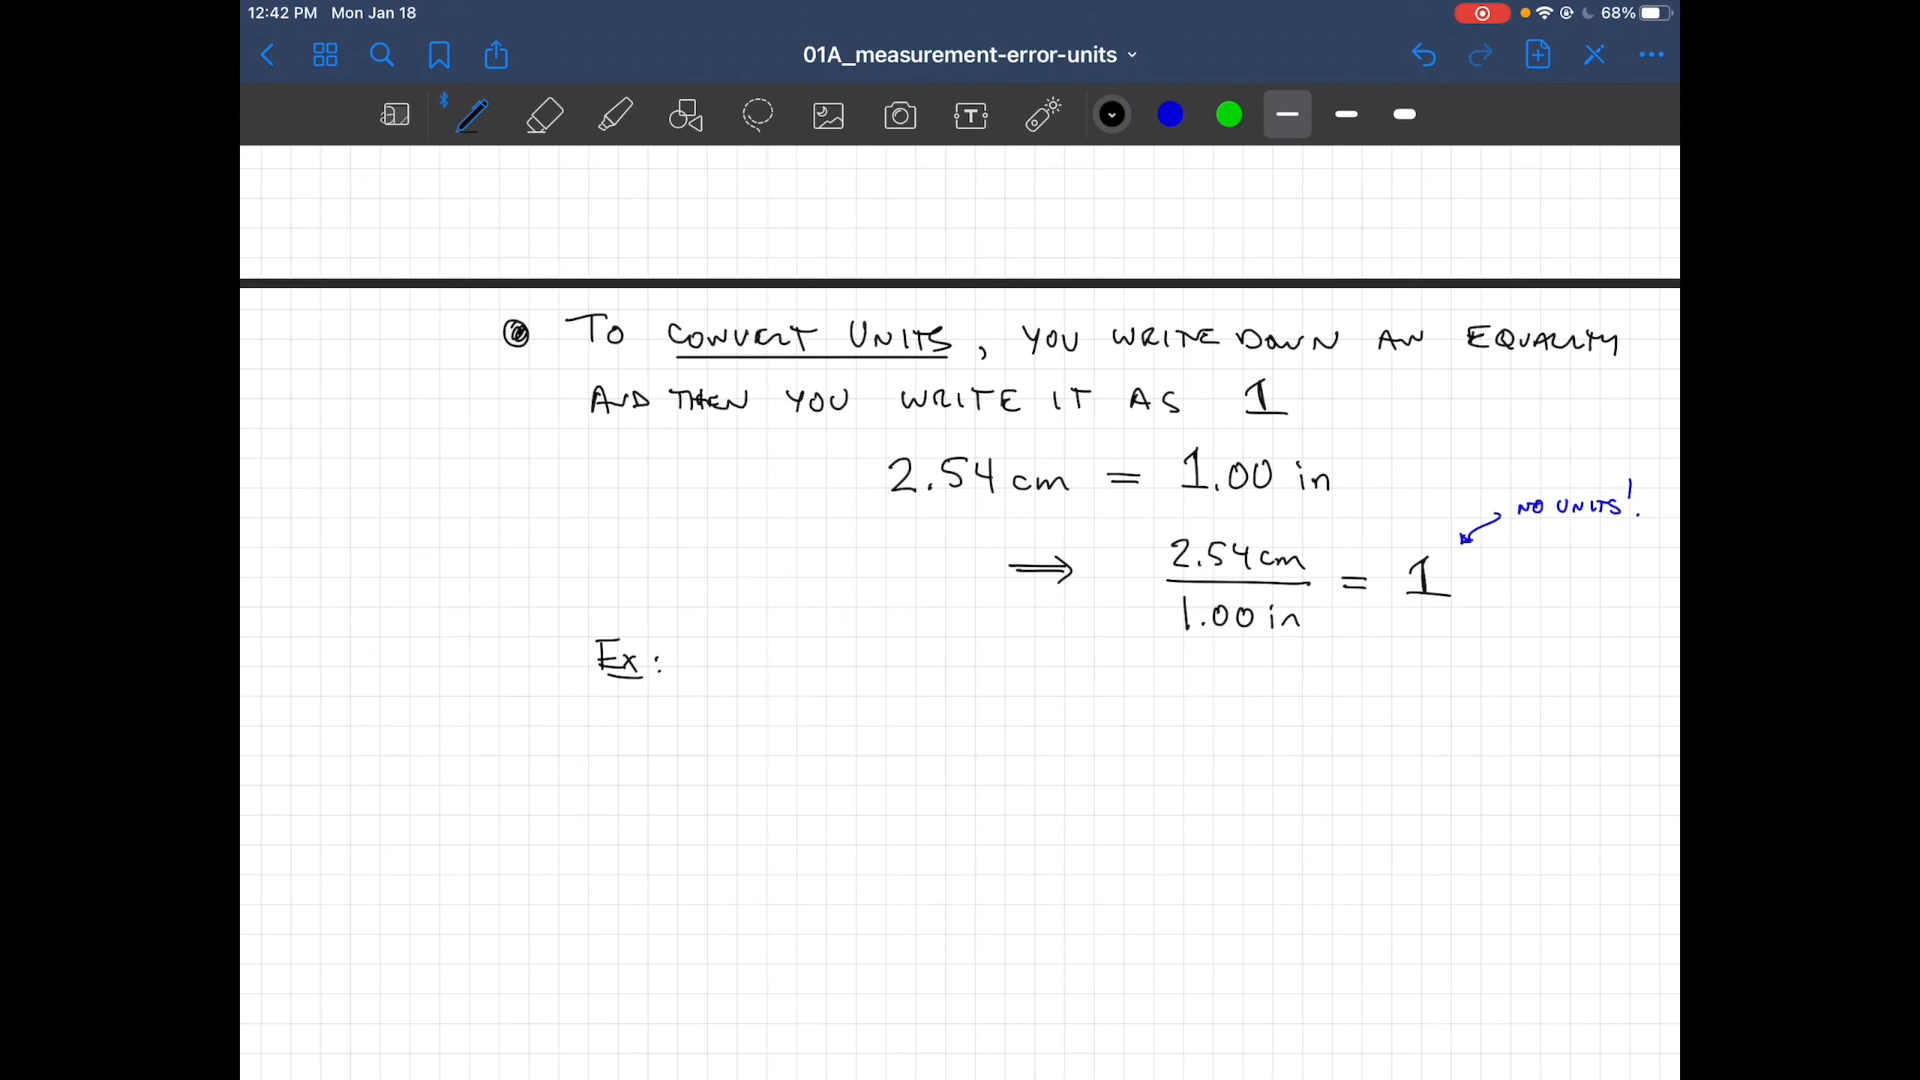 12:42 PM Mon Jan 18
68%
01A_measurement-error-units
T
To CONVERT UNITS, YOU WRITE DOWN AN EQUALITY
AND THEN YOU WRITE IT AS 1
2.54 cm = 1.00 in
NO UNITS!
⟹ 2.54cm / 1.00 in = 1
Ex: